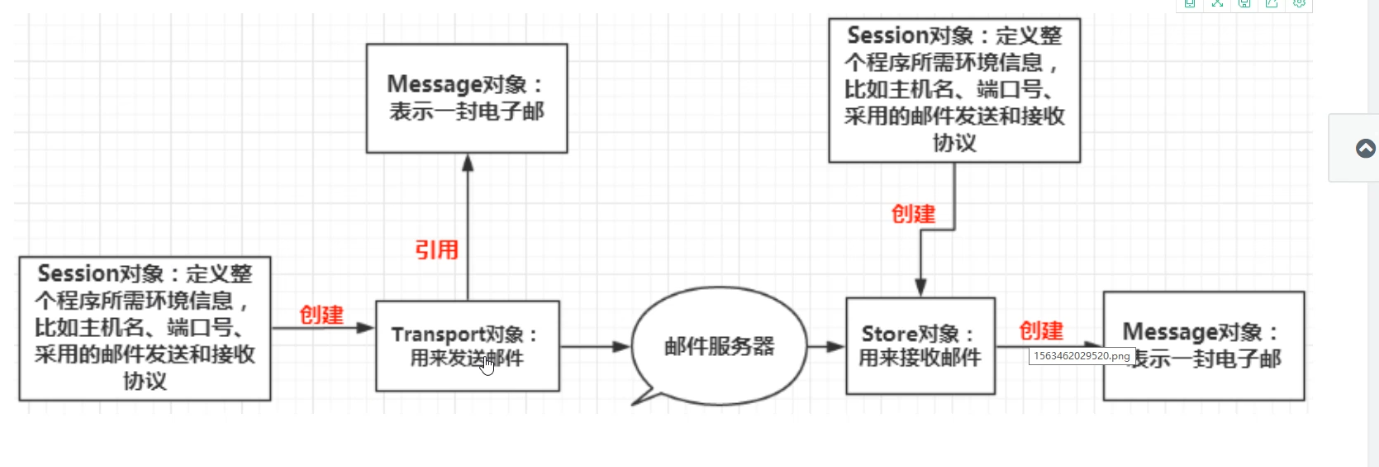 Message对象：
表示一封电子邮
Session对象：定义整
个程序所需环境信息，
比如主机名、端口号、
采用的邮件发送和接收
协议
创建
引用
Session对象：定义整
个程序所需环境信息，
比如主机名、端口号、
采用的邮件发送和接收
协议
创建
Transport对象：
用来发送邮件
邮件服务器
Store对象：
用来接收邮件
创建
1563462029520.png
Message对象：
表示一封电子邮